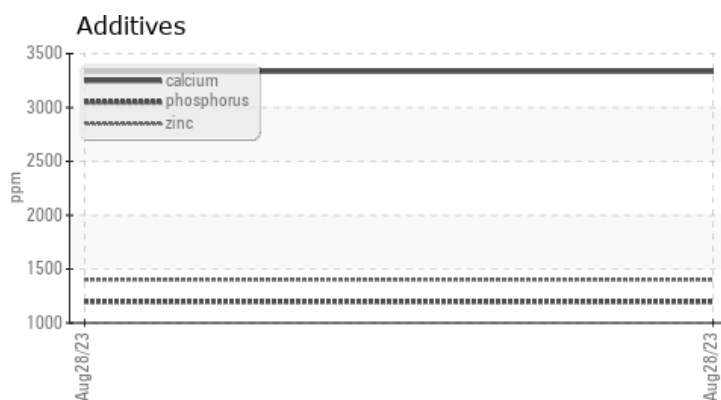 Additives
3500
3000
2500
2000
1500
1000
ppm
calcium
phosphorus
zinc
Aug28/23
Aug28/23